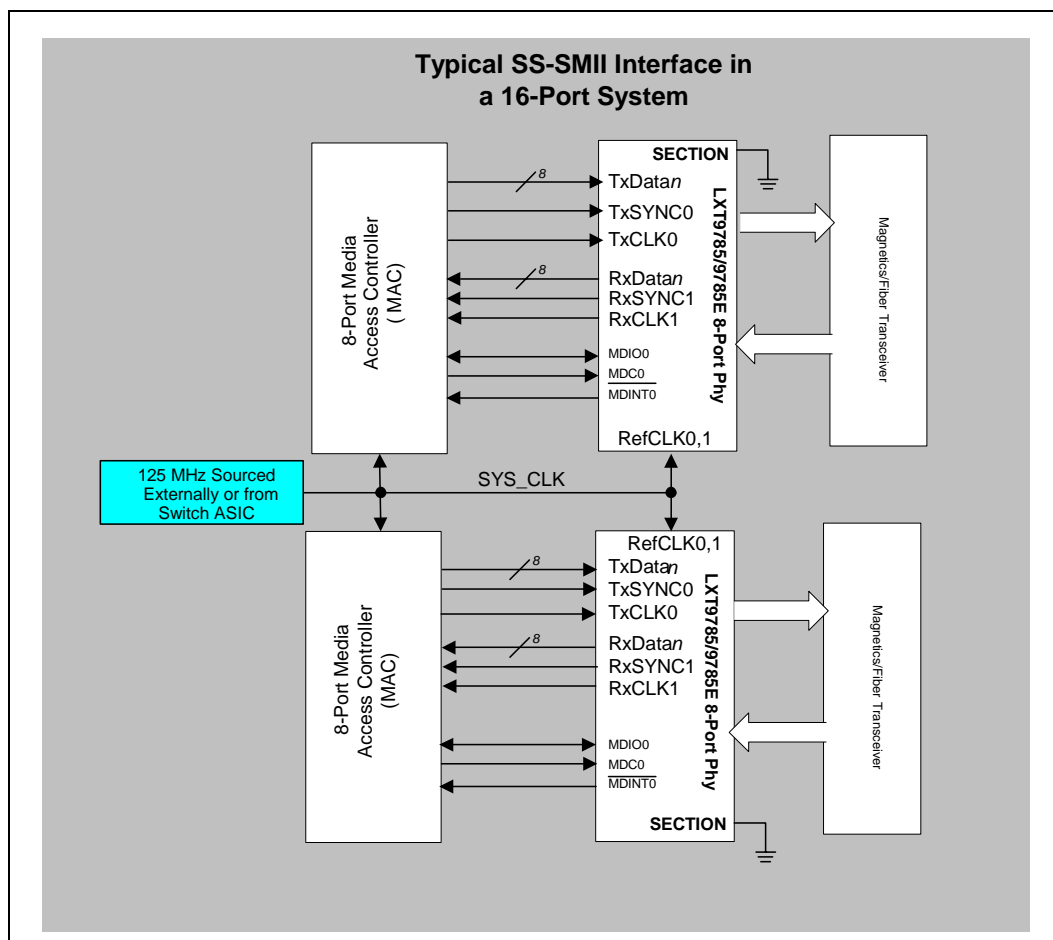 Typical SS-SMII Interface in
a 16-Port System
8-Port Media
Access Controller
( MAC)
8
8
SECTION
TxDatan
TxSYNC0
TxCLK0
RxDatan
RxSYNC1
RxCLK1
MDIO0
MDC0
MDINT0
RefCLK0,1
LXT9785/9785E 8-Port Phy
Magnetics/Fiber Transceiver
125 MHz Sourced
Externally or from
Switch ASIC
SYS_CLK
8-Port Media
Access Controller
(MAC)
8
8
RefCLK0,1
TxDatan
TxSYNC0
TxCLK0
RxDatan
RxSYNC1
RxCLK1
MDIO0
MDC0
MDINT0
SECTION
LXT9785/9785E 8-Port Phy
Magnetics/Fiber Transceiver